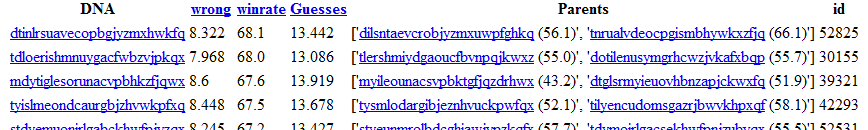 DNA wrong winrate Guesses Parents id
dtinlrsuavecopbgjyzmxhwkfq 8.322 68.1 13.442 ['dilsntaevcrobjyzmxuwpfghkq (56.1)', 'tnrualvdeocpgismbhywkxzfjq (66.1)'] 52825
tdloerishmnuygacfwbzvjpkqx 7.968 68.0 13.086 ['tlershmiydgaoucfbvnpqjkwxz (55.0)', 'dotilenusymgrhcwzjvkafxbqp (55.7)'] 30155
mdytiglesorunacvpbhkzfjqwx 8.6 67.6 13.919 ['myileounacsvpbktgfjqzdrhwx (43.2)', 'dtglsrmyieuovhbnzapjckwxfq (51.9)'] 39321
tyislmeondcaurgbjzhvwkpfxq 8.448 67.5 13.678 ['tysmlodargibjeznhvuckpwfqx (52.1)', 'tilyencudomsgazrjbwvkhpxqf (58.1)'] 42293
8.245 67.2 13.427